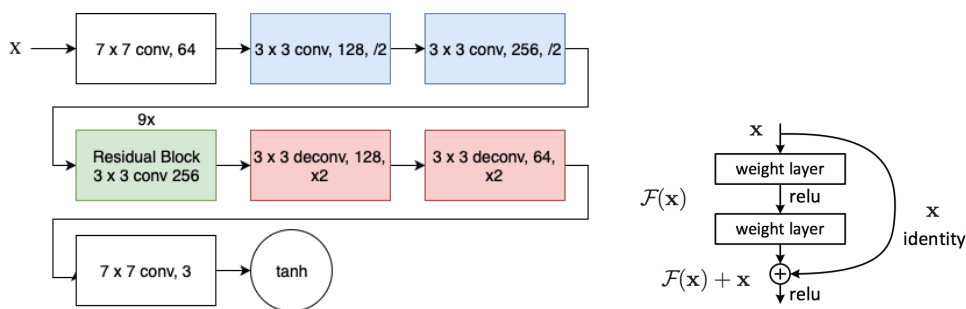 x
7 x 7 conv, 64
3 x 3 conv, 128, /2
3 x 3 conv, 256, /2
9x
Residual Block
3 x 3 conv 256
3 x 3 deconv, 128,
x2
3 x 3 deconv, 64,
x2
7 x 7 conv, 3
tanh
x
weight layer
relu
F(x)
weight layer
x
identity
F(x) + x
+
relu